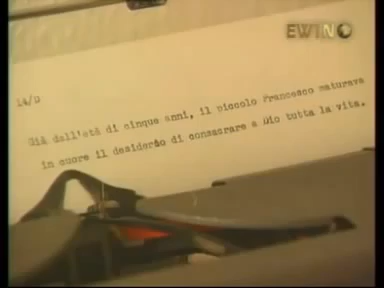 EWTN
14/D
Già dall'età di cinque anni, il piccolo Francesco maturava
in cuore il desiderio di consacrare a Dio tutta la vita.